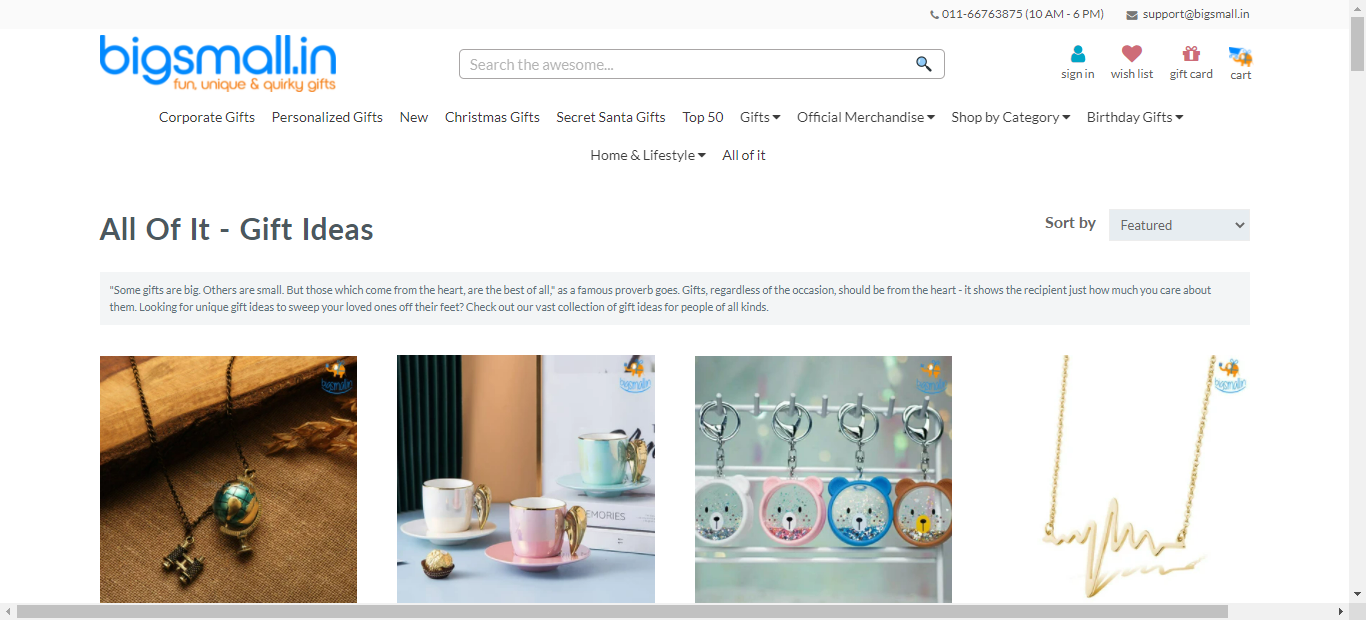 011-66763875 (10 AM - 6 PM) support@bigsmall.in
bigsmall.in
fun, unique & quirky gifts
Search the awesome...
sign in wish list gift card cart
Corporate Gifts Personalized Gifts New Christmas Gifts Secret Santa Gifts Top 50 Gifts Official Merchandise Shop by Category Birthday Gifts
Home & Lifestyle All of it
All Of It - Gift Ideas
Sort by Featured
"Some gifts are big. Others are small. But those which come from the heart, are the best of all," as a famous proverb goes. Gifts, regardless of the occasion, should be from the heart - it shows the recipient just how much you care about
them. Looking for unique gift ideas to sweep your loved ones off their feet? Check out our vast collection of gift ideas for people of all kinds.
bigsmall.in
bigsmall.in
bigsmall.in
bigsmall.in
MEMORIES